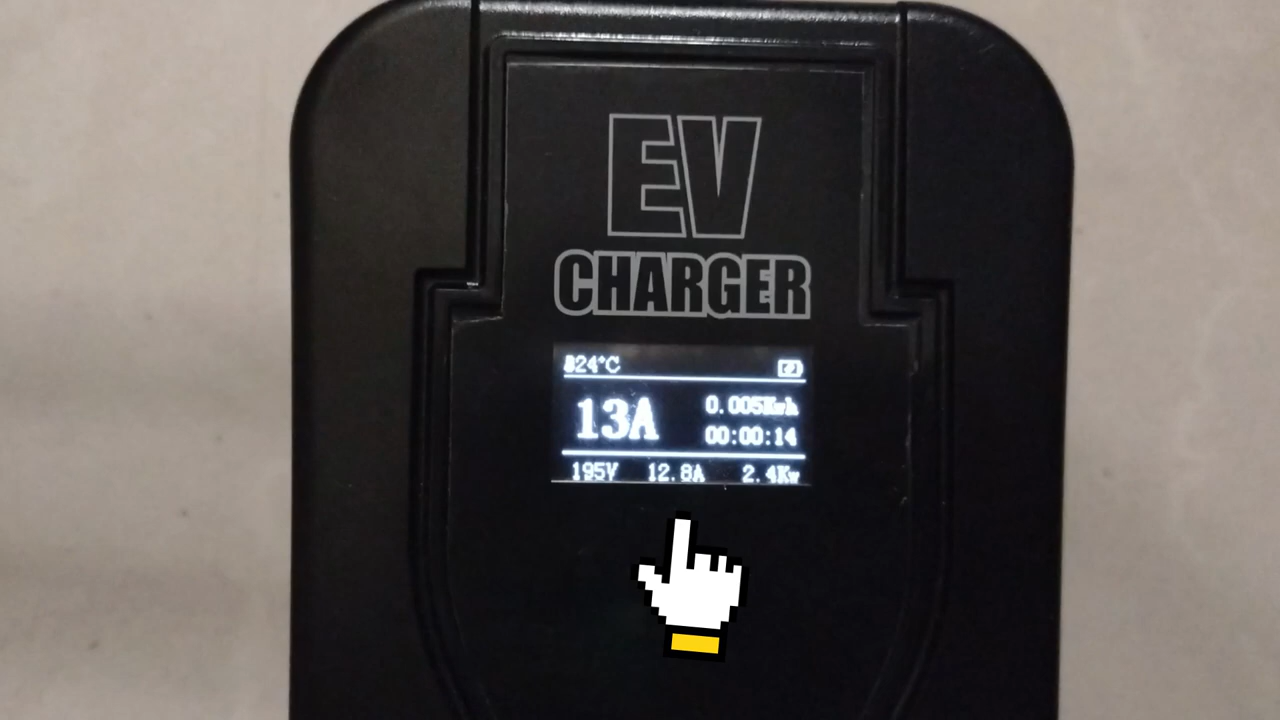 EV
CHARGER
24°C
13A
0.005Kwh
00:00:14
195V 12.8A 2.4Kw